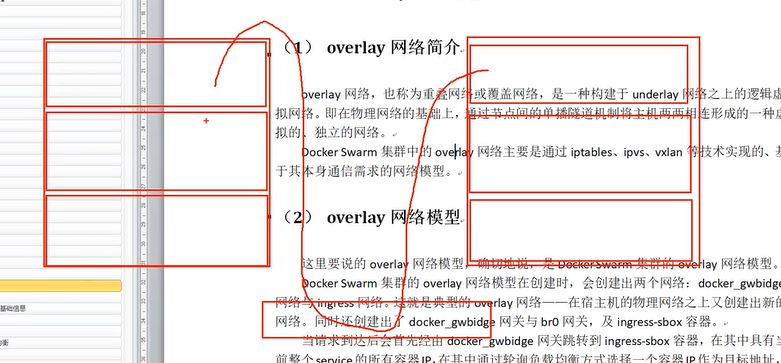 （1） overlay 网络简介
overlay 网络，也称为重叠网络或覆盖网络，是一种构建于 underlay 网络之上的逻辑虚
拟网络。即在物理网络的基础上，通过节点间的单播隧道机制将主机两两相连形成的一种虚
拟的、独立的网络。
Docker Swarm 集群中的 overlay 网络主要是通过 iptables、ipvs、vxlan 等技术实现的、基
于其本身通信需求的网络模型。
（2） overlay 网络模型
这里要说的 overlay 网络模型，确切地说，是 Docker Swarm 集群的 overlay 网络模型。
Docker Swarm 集群的 overlay 网络模型在创建时，会创建出两个网络：docker_gwbidge
网络与 ingress 网络。这就是典型的 overlay 网络——在宿主机的物理网络之上又创建出新的
基础信息
网络。同时还创建出了 docker_gwbidge 网关与 br0 网关，及 ingress-sbox 容器。
当请求到达后会首先经由 docker_gwbidge 网关跳转到 ingress-sbox 容器，在其中具有主
衡
前整个 service 的所有容器 IP，在其中通过轮询负载均衡方式选择一个容器 IP 作为目标地址，